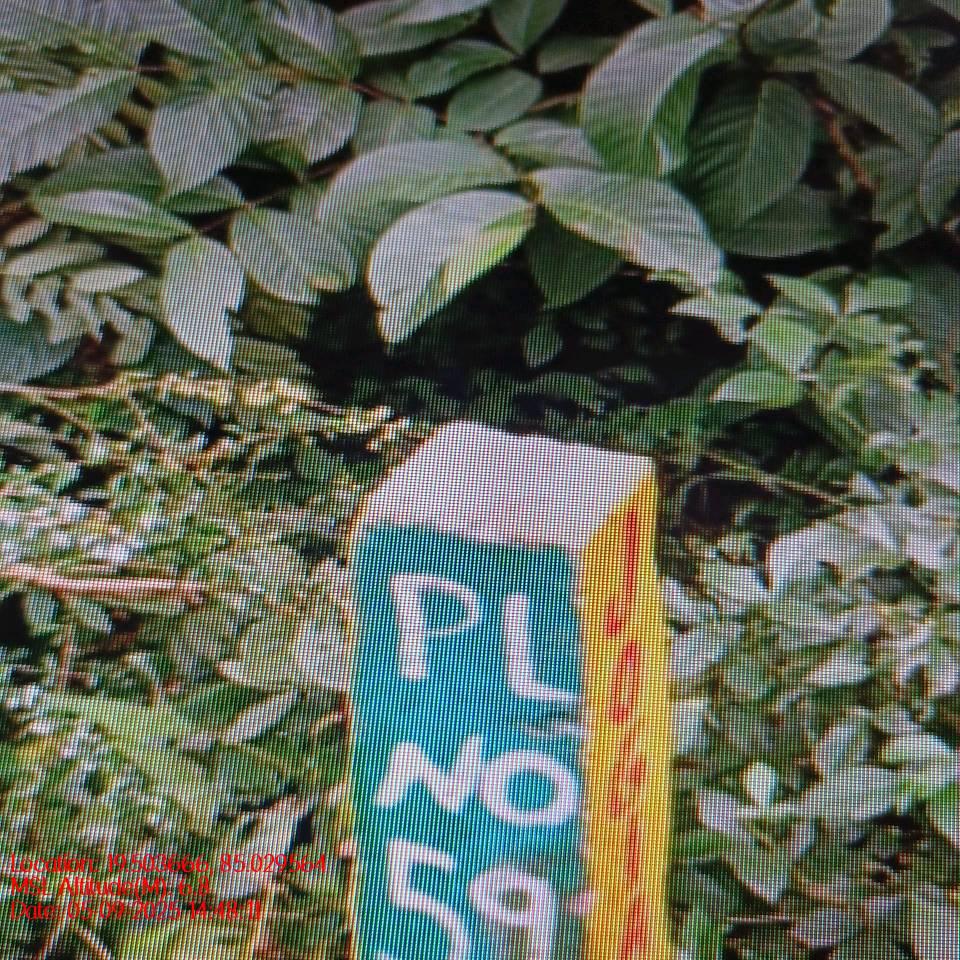 PL
NO
59
Location: 19.503666, 85.029564
MSL Altitude(M): 6.8
Date: 05-09-2025 14:48:11